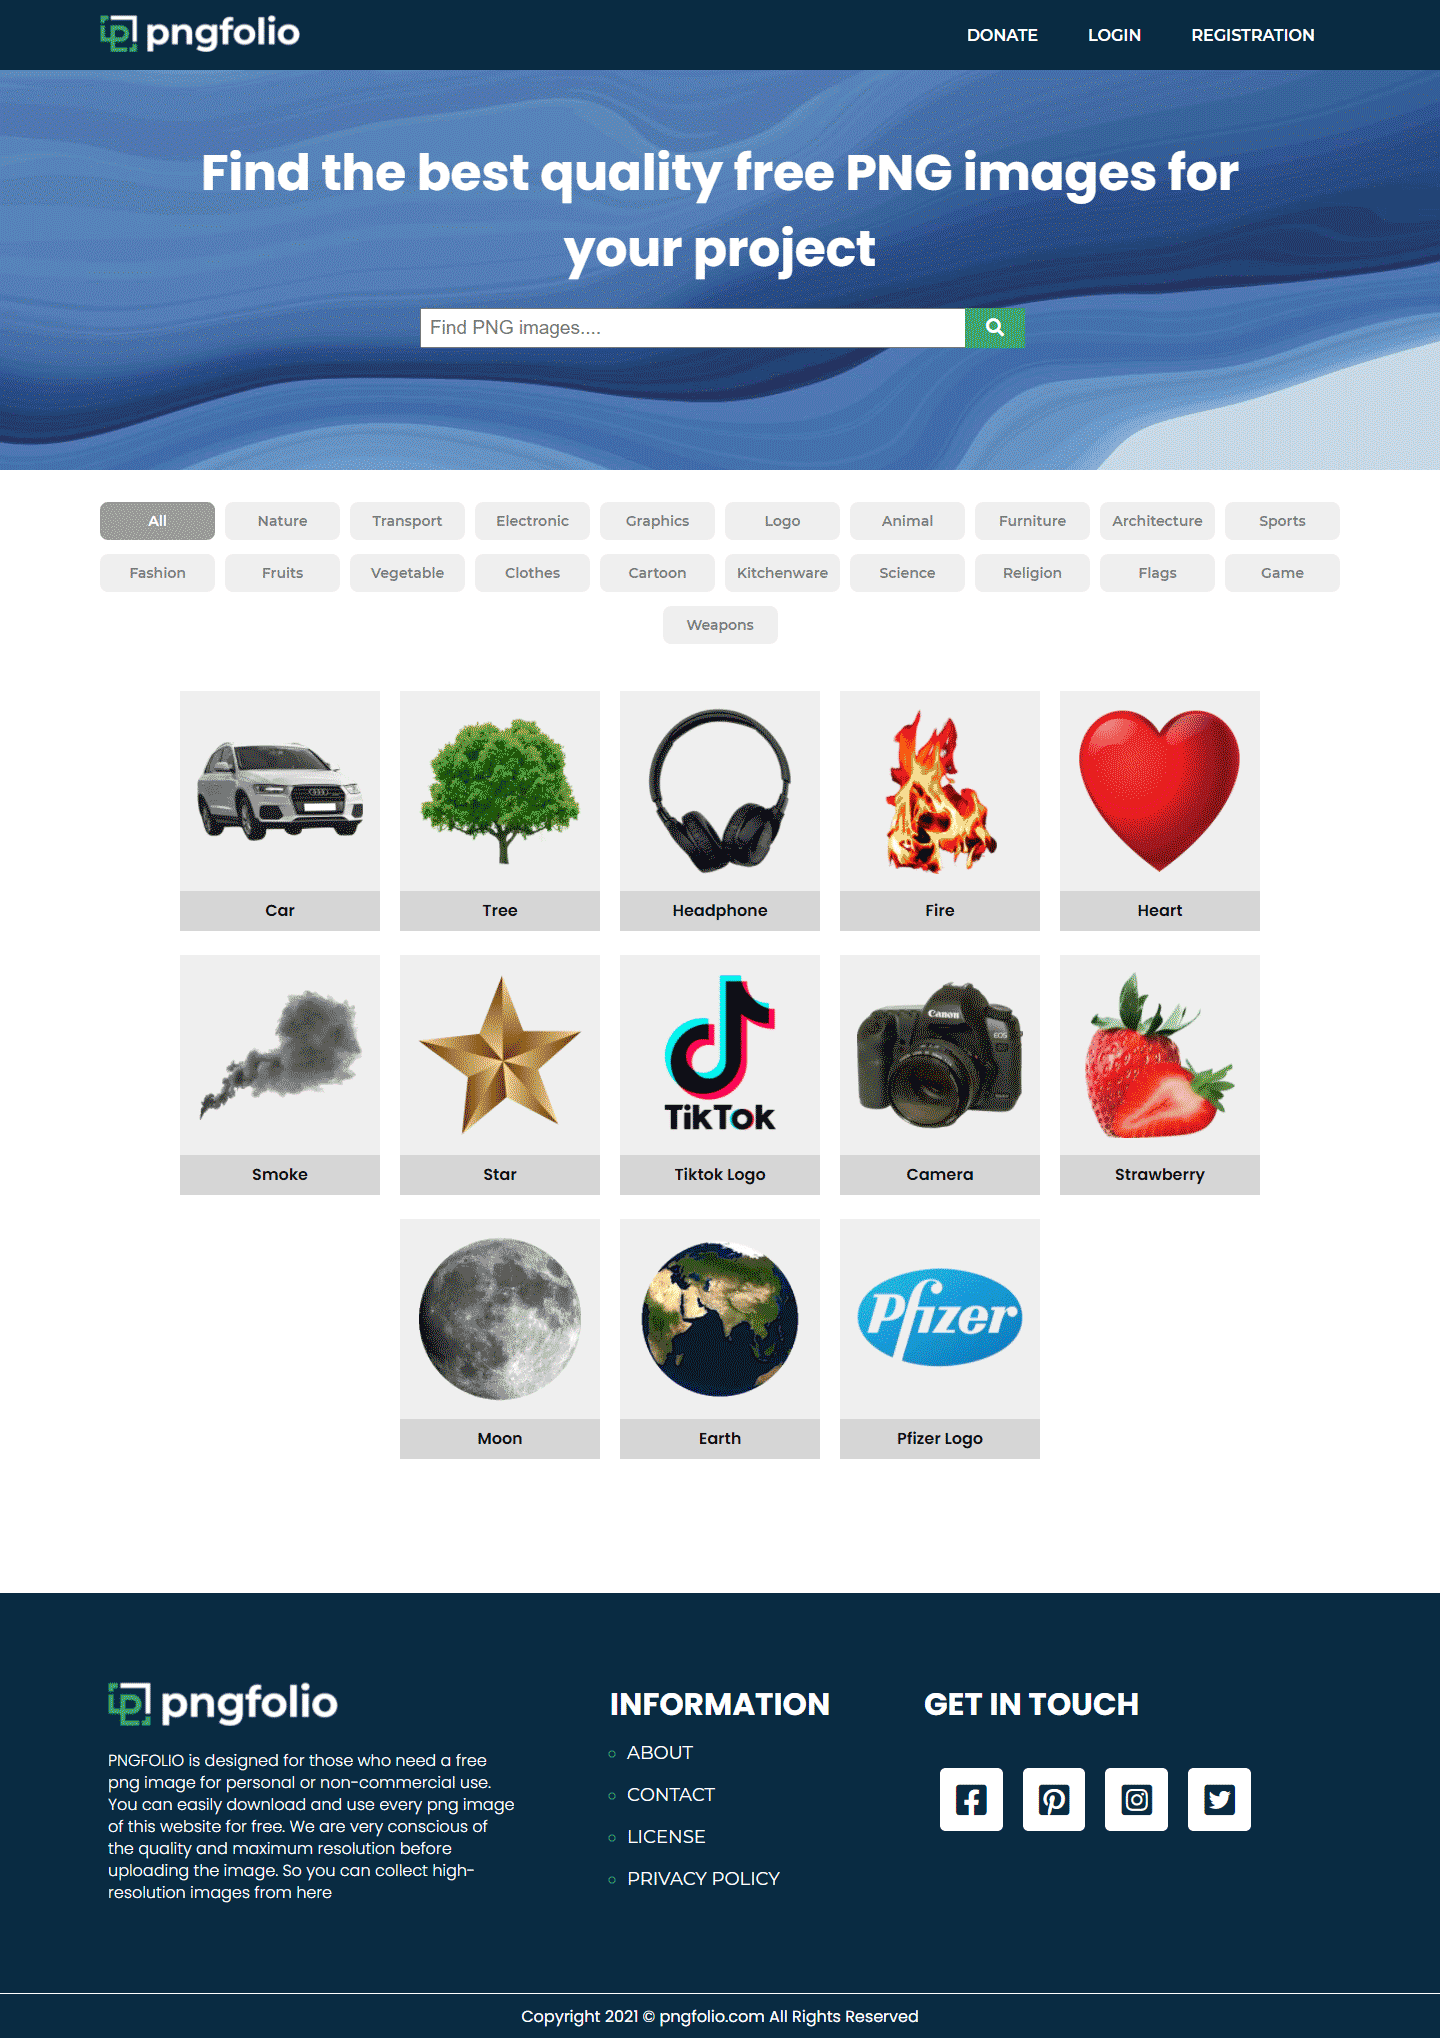 pngfolio
DONATE LOGIN REGISTRATION
Find the best quality free PNG images for
your project
Find PNG images....
All Nature Transport Electronic Graphics Logo Animal Furniture Architecture Sports
Fashion Fruits Vegetable Clothes Cartoon Kitchenware Science Religion Flags Game
Weapons
Car Tree Headphone Fire Heart
TikTok
Canon
EOS
Smoke Star Tiktok Logo Camera Strawberry
Pfizer
Moon Earth Pfizer Logo
pngfolio
PNGFOLIO is designed for those who need a free
png image for personal or non-commercial use.
You can easily download and use every png image
of this website for free. We are very conscious of
the quality and maximum resolution before
uploading the image. So you can collect high-
resolution images from here
INFORMATION
ABOUT
CONTACT
LICENSE
PRIVACY POLICY
GET IN TOUCH
Copyright 2021 © pngfolio.com All Rights Reserved